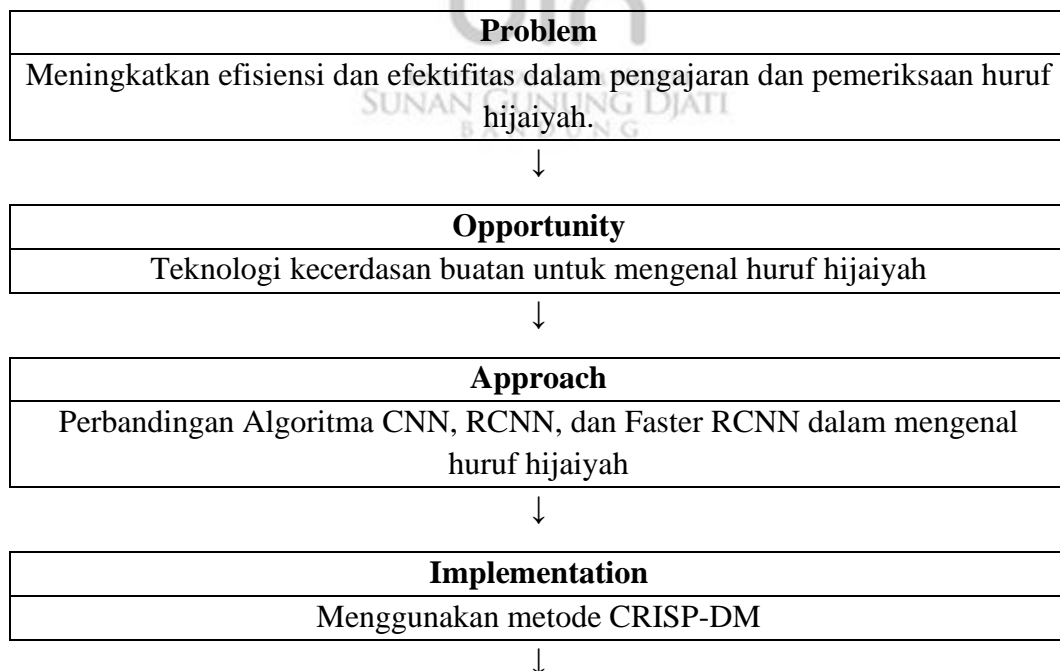 uin
Problem
Meningkatkan efisiensi dan efektifitas dalam pengajaran dan pemeriksaan huruf
SUNAN GUNUNG DJATI
hijaiyah.
BANDUNG
↓
Opportunity
Teknologi kecerdasan buatan untuk mengenal huruf hijaiyah
↓
Approach
Perbandingan Algoritma CNN, RCNN, dan Faster RCNN dalam mengenal
huruf hijaiyah
↓
Implementation
Menggunakan metode CRISP-DM
↓